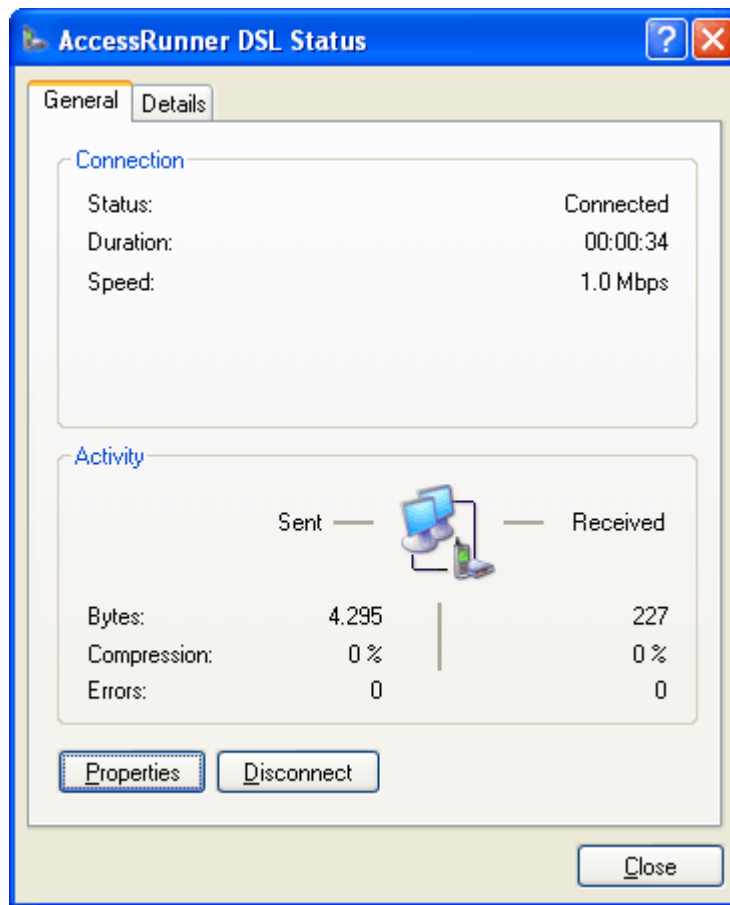 AccessRunner DSL Status
General Details
Connection
Status: Connected
Duration: 00:00:34
Speed: 1.0 Mbps
Activity
Sent Received
Bytes: 4.295 227
Compression: 0 % 0 %
Errors: 0 0
Properties Disconnect
Close